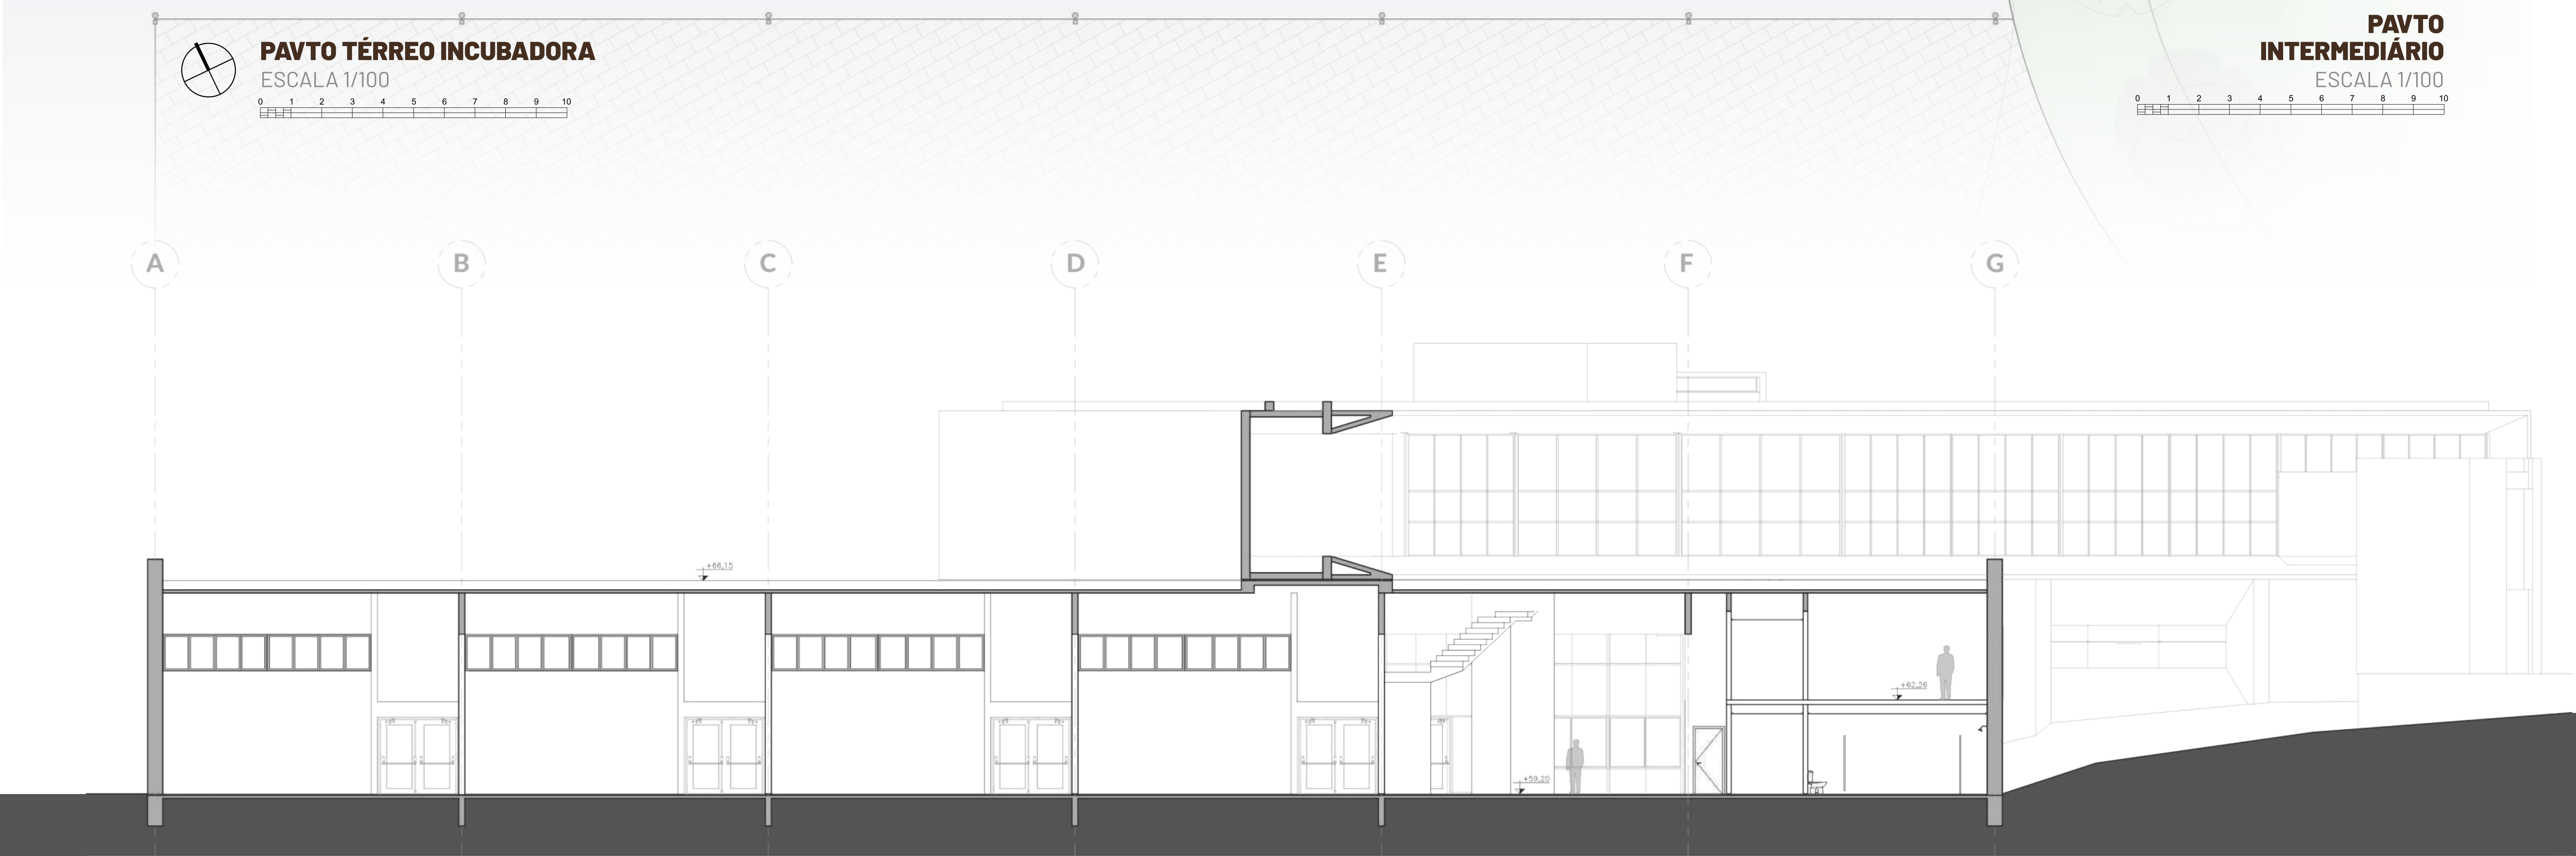 PAVTO TÉRREO INCUBADORA
ESCALA 1/100
0 1 2 3 4 5 6 7 8 9 10
PAVTO
INTERMEDIÁRIO
ESCALA 1/100
0 1 2 3 4 5 6 7 8 9 10
A B C D E F G
+66,15
+62,26
+59,20